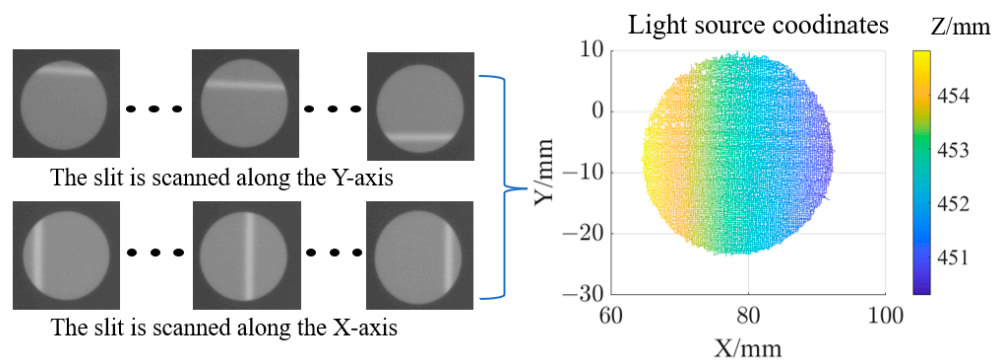 The slit is scanned along the Y-axis
The slit is scanned along the X-axis
Light source coodinates
Z/mm
Y/mm
10
0
−10
−20
−30
60
80
100
X/mm
454
453
452
451